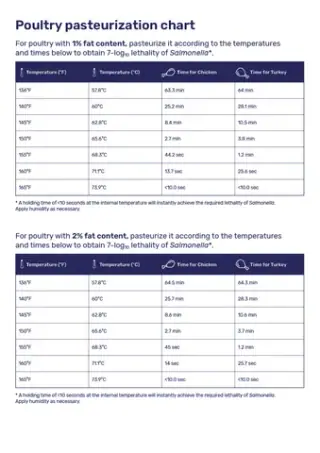 Poultry pasteurization chart
For poultry with 1% fat content, pasteurize it according to the temperatures
and times below to obtain 7-log₁₀ lethality of Salmonella*.
Temperature (°F) Temperature (°C) Time for Chicken Time for Turkey
136°F 57.8°C 63.3 min 64 min
140°F 60°C 25.2 min 28.1 min
145°F 62.8°C 8.4 min 10.5 min
150°F 65.6°C 2.7 min 3.8 min
155°F 68.3°C 44.2 sec 1.2 min
160°F 71.1°C 13.7 sec 25.6 sec
165°F 73.9°C <10.0 sec <10.0 sec
* A holding time of <10 seconds at the internal temperature will instantly achieve the required lethality of Salmonella.
Apply humidity as necessary.
For poultry with 2% fat content, pasteurize it according to the temperatures
and times below to obtain 7-log₁₀ lethality of Salmonella*.
Temperature (°F) Temperature (°C) Time for Chicken Time for Turkey
136°F 57.8°C 64.5 min 64.3 min
140°F 60°C 25.7 min 28.3 min
145°F 62.8°C 8.6 min 10.6 min
150°F 65.6°C 2.7 min 3.7 min
155°F 68.3°C 45 sec 1.2 min
160°F 71.1°C 14 sec 25.7 sec
165°F 73.9°C <10.0 sec <10.0 sec
* A holding time of <10 seconds at the internal temperature will instantly achieve the required lethality of Salmonella.
Apply humidity as necessary.